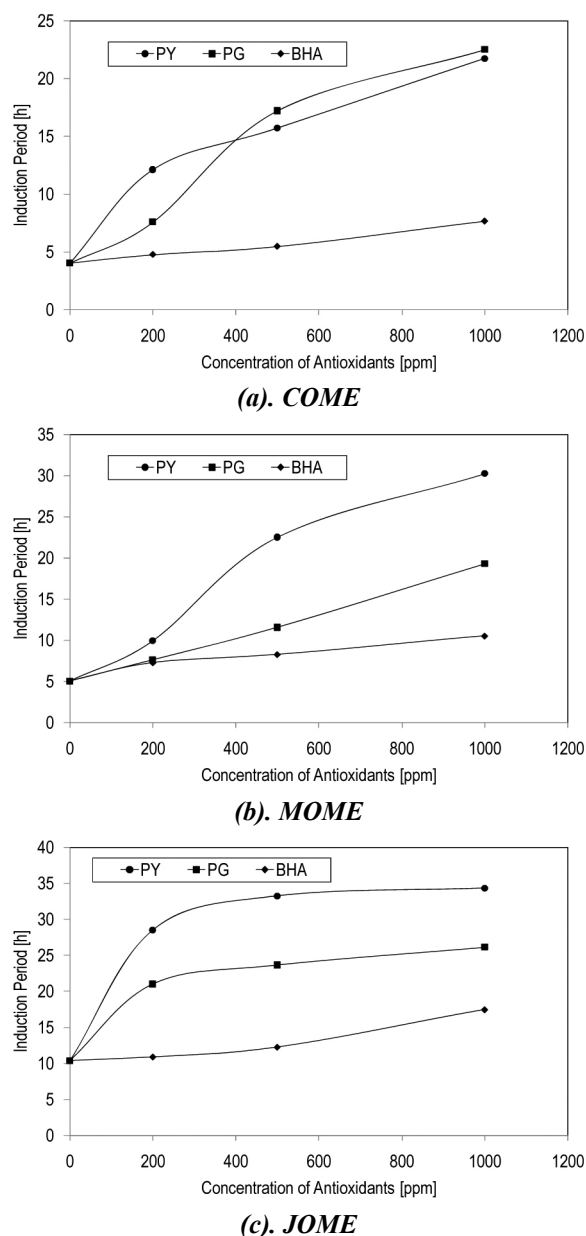 25
PY PG BHA
20
15
10
5
0
Induction Period [h]
0 200 400 600 800 1000 1200
Concentration of Antioxidants [ppm]
(a). COME
35
PY PG BHA
30
25
20
15
10
5
0
Induction Period [h]
0 200 400 600 800 1000 1200
Concentration of Antioxidants [ppm]
(b). MOME
40
PY PG BHA
35
30
25
20
15
10
5
0
Induction Period [h]
0 200 400 600 800 1000 1200
Concentration of Antioxidants [ppm]
(c). JOME